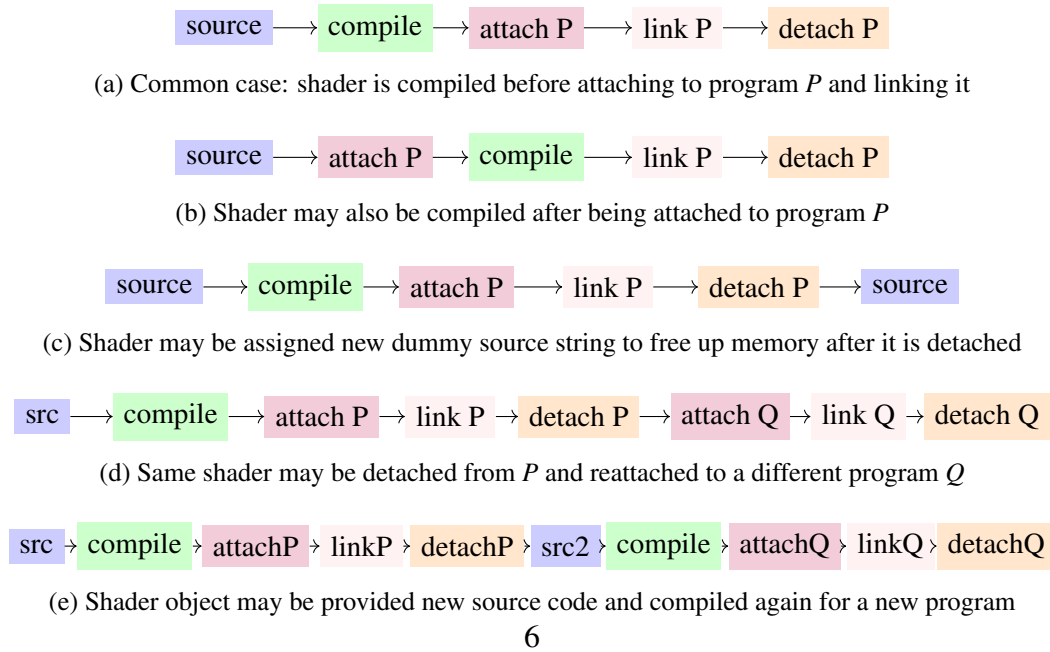 source compile attach P link P detach P
(a) Common case: shader is compiled before attaching to program P and linking it
source attach P compile link P detach P
(b) Shader may also be compiled after being attached to program P
source compile attach P link P detach P source
(c) Shader may be assigned new dummy source string to free up memory after it is detached
src compile attach P link P detach P attach Q link Q detach Q
(d) Same shader may be detached from P and reattached to a different program Q
src compile attachP linkP detachP src2 compile attachQ linkQ detachQ
(e) Shader object may be provided new source code and compiled again for a new program
6